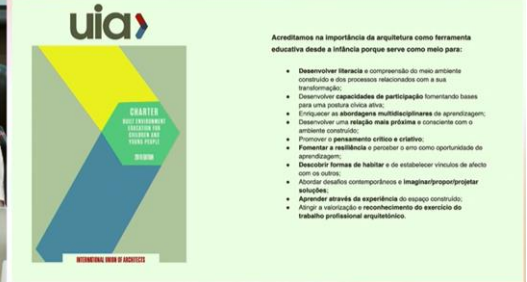 uia
CHARTER
BUILT ENVIRONMENT
EDUCATION FOR
CHILDREN AND
YOUNG PEOPLE
INTERNATIONAL UNION OF ARCHITECTS
Acreditamos na importância da arquitetura como ferramenta
educativa desde a infância porque serve como meio para:
● Desenvolver literacia e compreensão do meio ambiente
construído e dos processos relacionados com a sua
transformação;
● Desenvolver capacidades de participação fomentando bases
para uma postura cívica ativa;
● Enriquecer as abordagens multidisciplinares de aprendizagem;
● Desenvolver uma relação mais próxima e consciente com o
ambiente construído;
● Promover o pensamento crítico e criativo;
● Fomentar a resiliência e perceber o erro como oportunidade de
aprendizagem;
● Descobrir formas de habitar e de estabelecer vínculos de afecto
com os outros;
● Abordar desafios contemporâneos e imaginar/propor/projetar
soluções;
● Aprender através da experiência do espaço construído;
● Atingir a valorização e reconhecimento do exercício do
trabalho profissional arquitetónico.